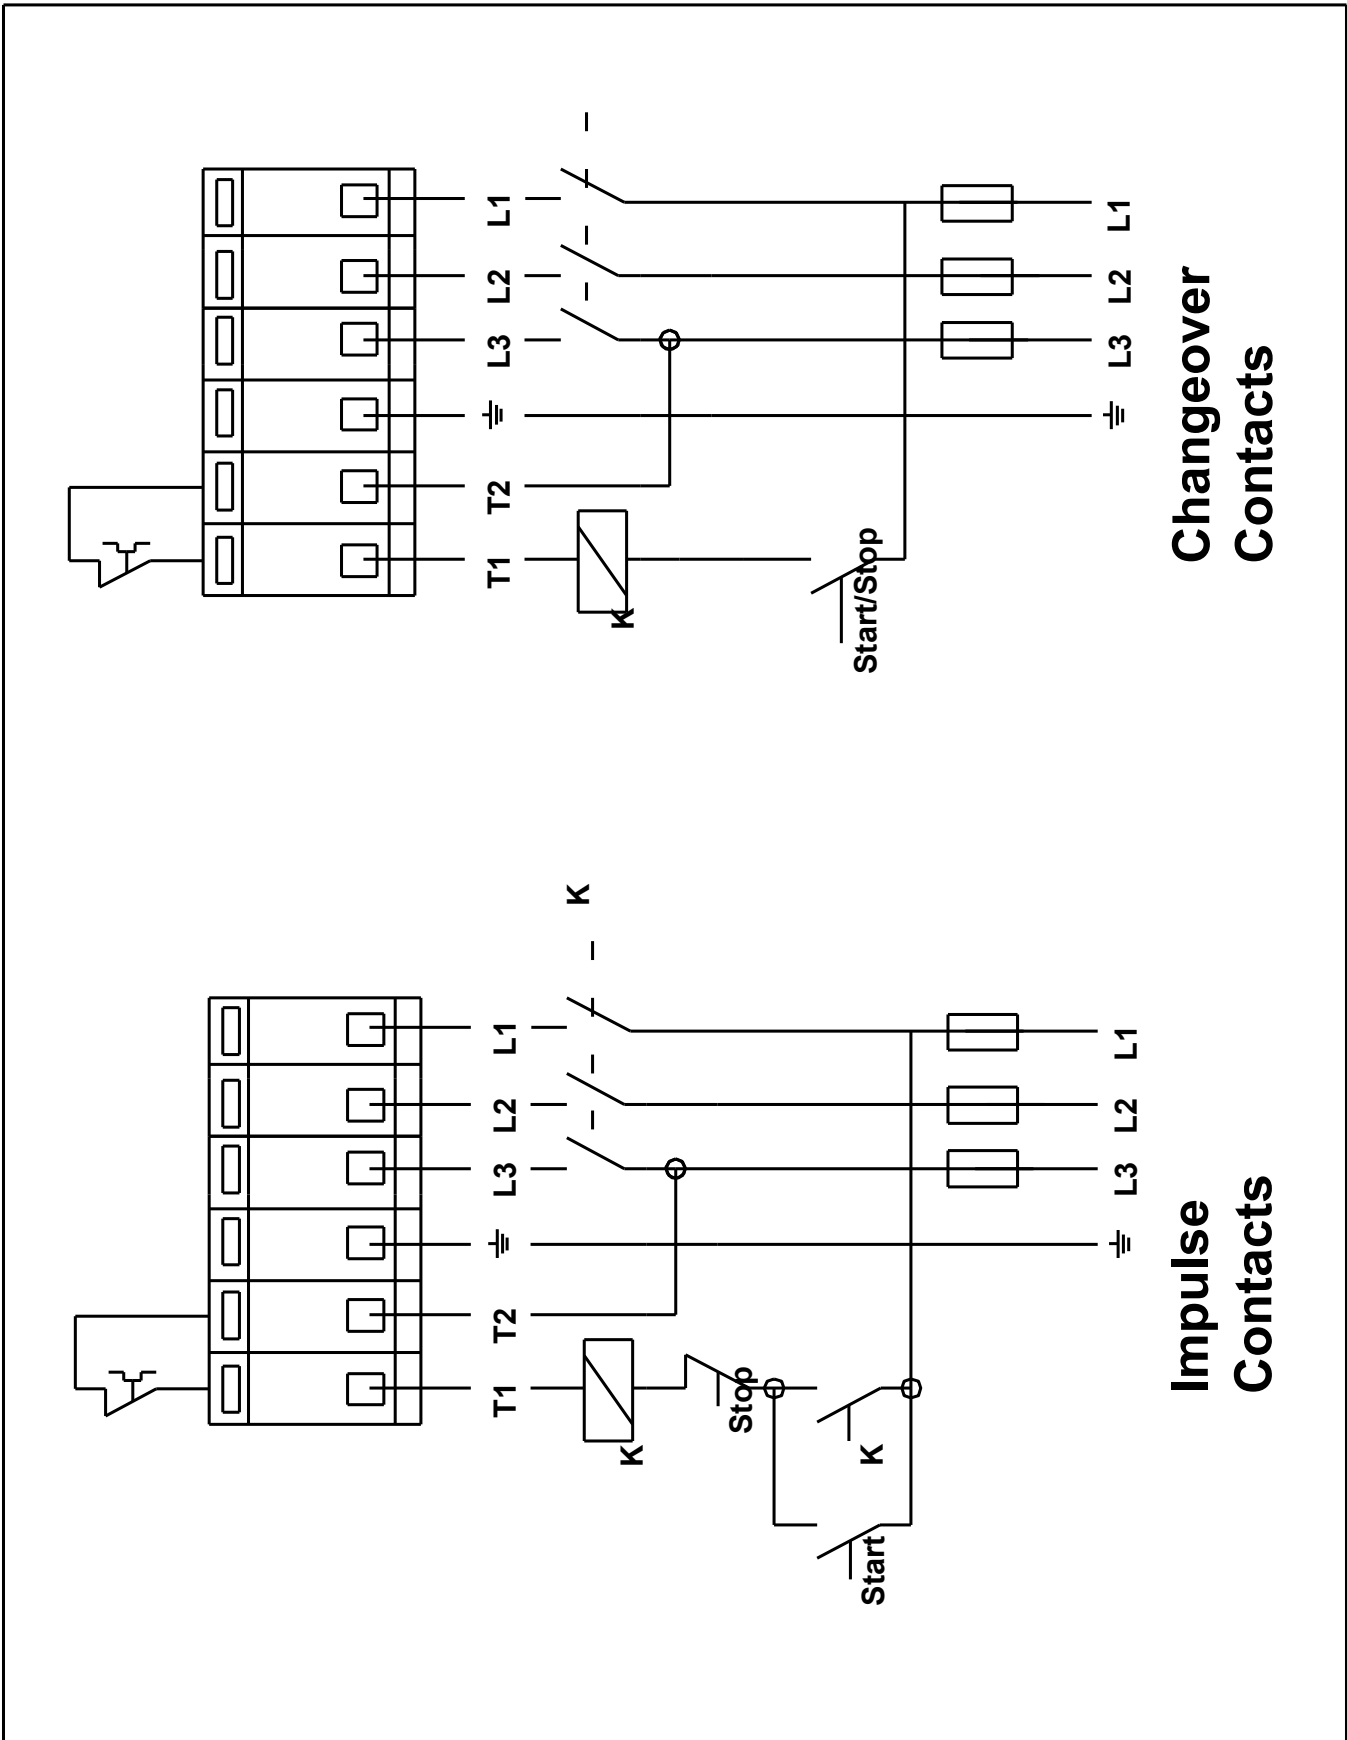 L1
L2
L3
T2
T1
K
Start/Stop
L1
L2
L3
Changeover
Contacts
K
L1
L2
L3
T2
T1
K
Stop
K
Start
L1
L2
L3
Impulse
Contacts